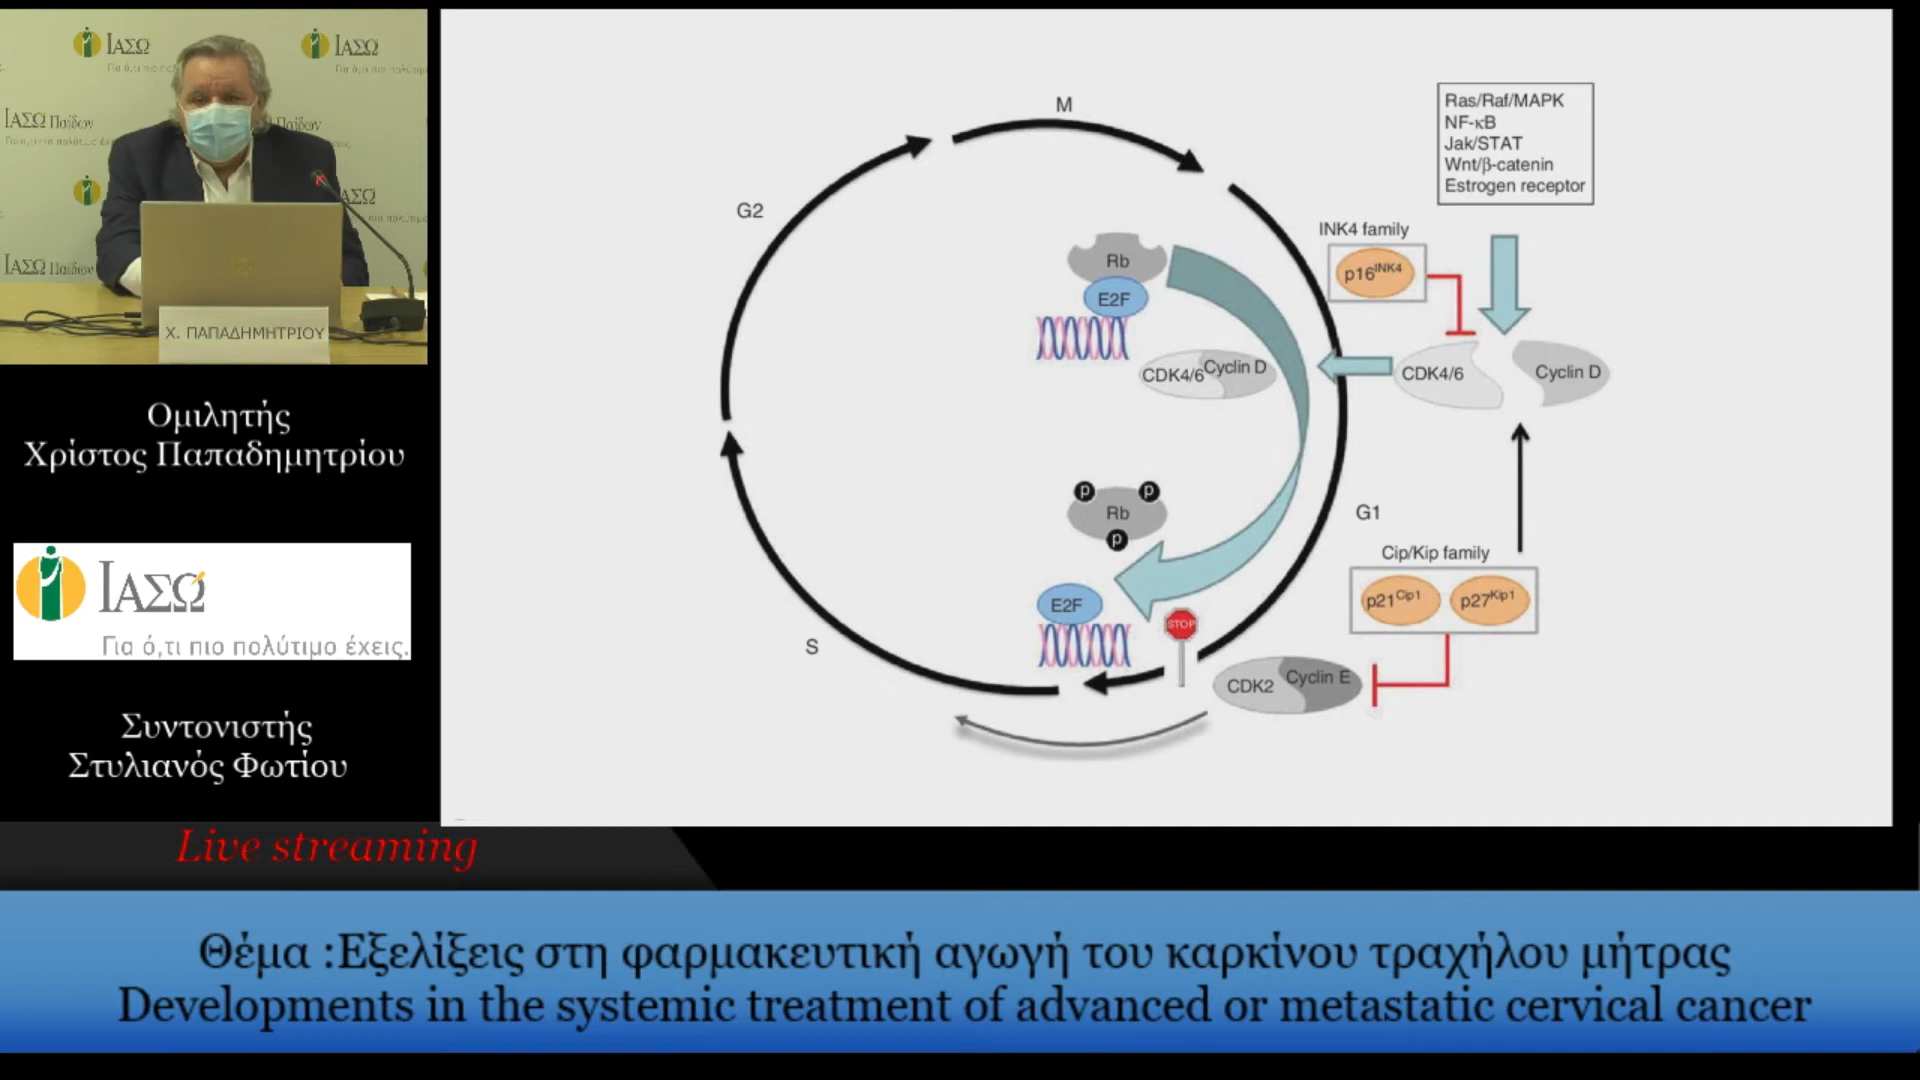 ΙΑΣΩ
ΙΑΣΩ
ΙΑΣΩ Παίδων
Παίδων
ΑΣΩ
ΙΑΣΩ Παίδων
Χ. ΠΑΠΑΔΗΜΗΤΡΙΟΥ
Ομιλητής
Χρίστος Παπαδημητρίου
ΙΑΣΩ
Για ό,τι πιο πολύτιμο έχεις.
Συντονιστής
Στυλιανός Φωτίου
Live streaming
M
G2
S
G1
Rb
E2F
CDK4/6 Cyclin D
p
p
Rb
p
E2F
STOP
CDK2 Cyclin E
Ras/Raf/MAPK
NF-κB
Jak/STAT
Wnt/β-catenin
Estrogen receptor
INK4 family
p16INK4
CDK4/6
Cyclin D
Cip/Kip family
p21Cip1
p27Kip1
Θέμα :Εξελίξεις στη φαρμακευτική αγωγή του καρκίνου τραχήλου μήτρας
Developments in the systemic treatment of advanced or metastatic cervical cancer